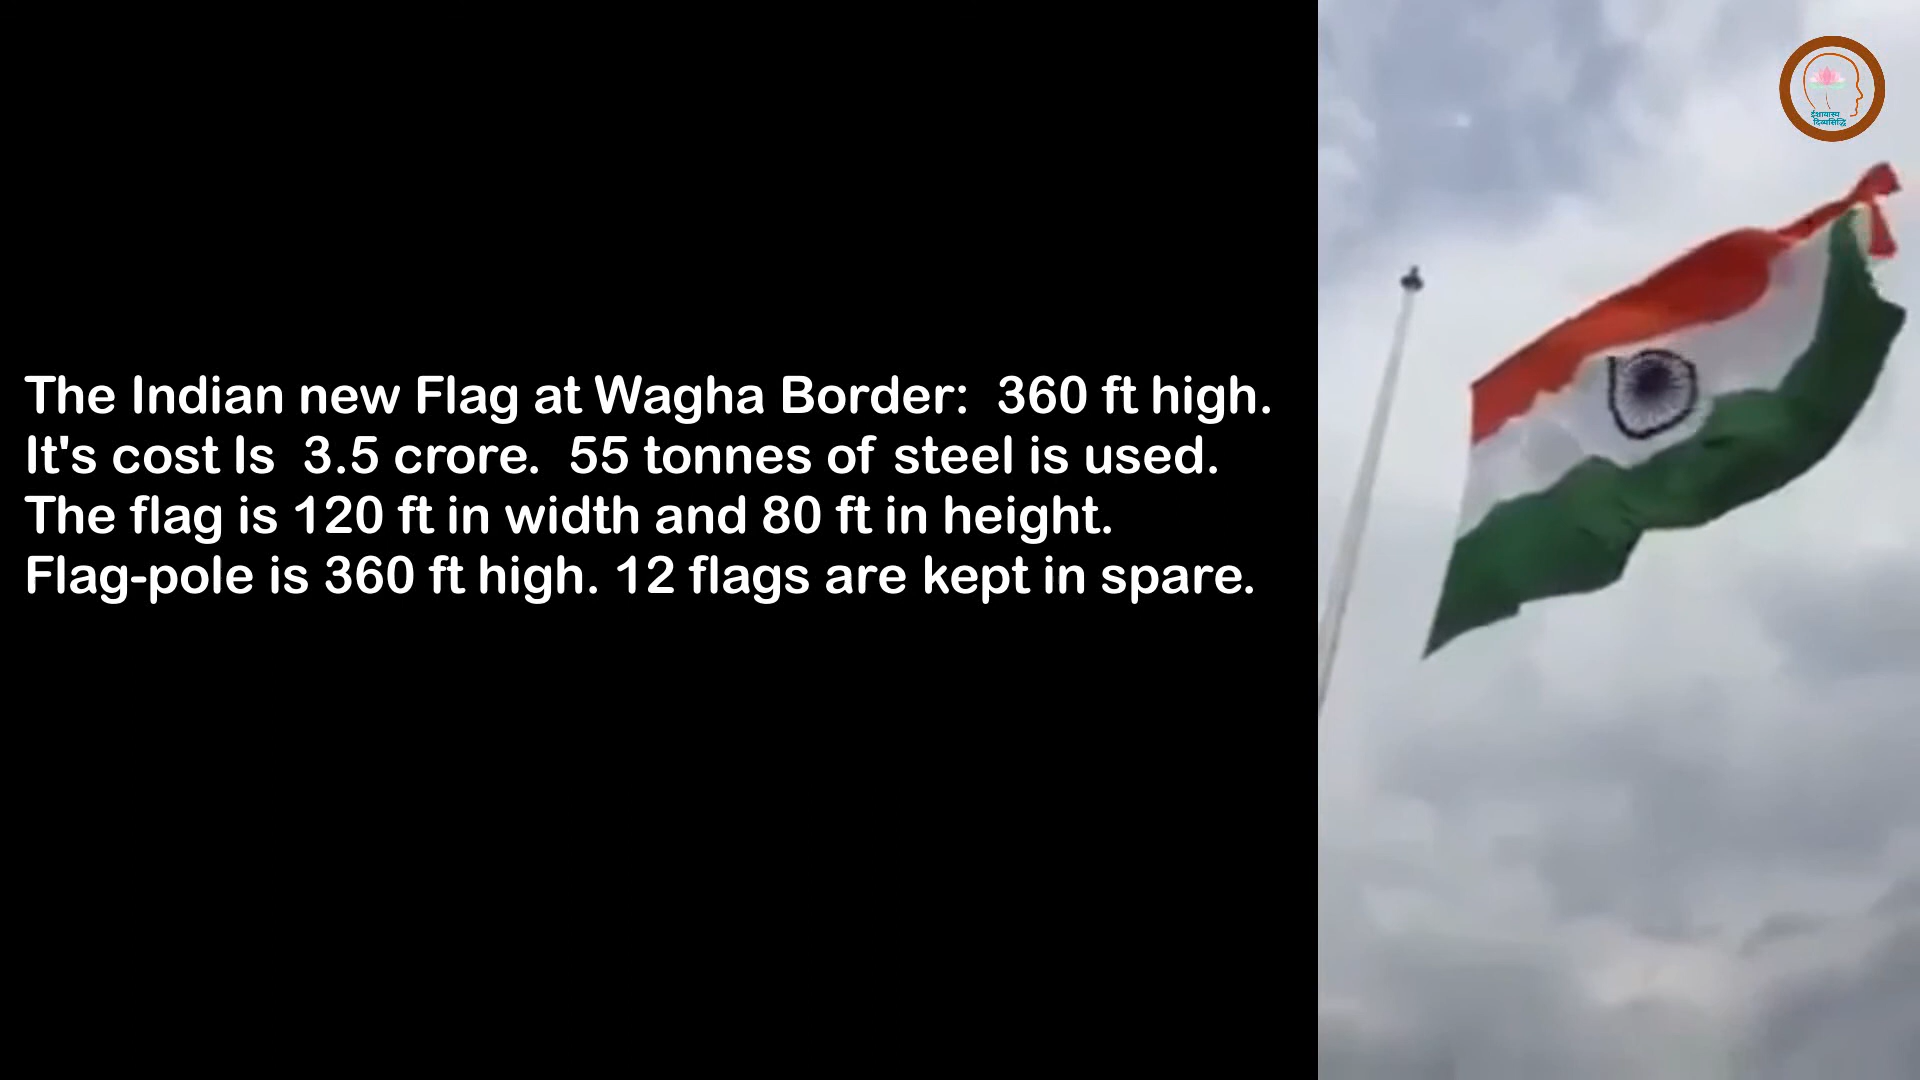 The Indian new Flag at Wagha Border:  360 ft high.
It's cost Is  3.5 crore.  55 tonnes of steel is used.
The flag is 120 ft in width and 80 ft in height.
Flag-pole is 360 ft high. 12 flags are kept in spare.
ईशावास्य
दिव्यसिद्धि